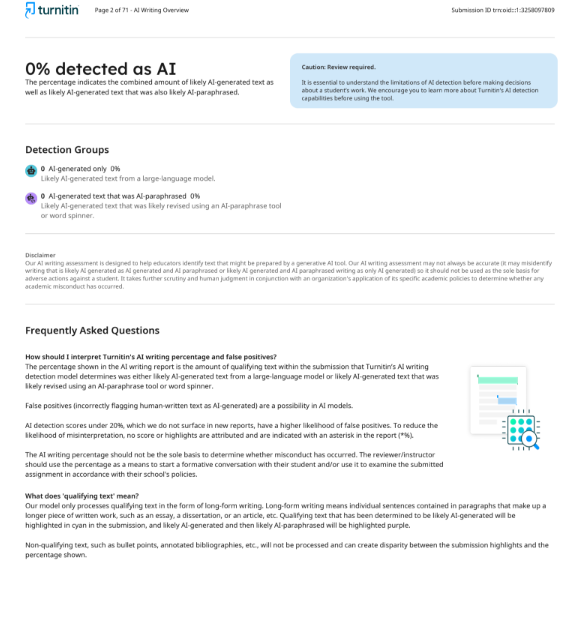 turnitin Page 2 of 71 - AI Writing Overview Submission ID trn:oid:::1:3258097809
0% detected as AI
The percentage indicates the combined amount of likely AI-generated text as
well as likely AI-generated text that was also likely AI-paraphrased.
Caution: Review required.
It is essential to understand the limitations of AI detection before making decisions
about a student's work. We encourage you to learn more about Turnitin's AI detection
capabilities before using the tool.
Detection Groups
0 AI-generated only 0%
Likely AI-generated text from a large-language model.
0 AI-generated text that was AI-paraphrased 0%
Likely AI-generated text that was likely revised using an AI-paraphrase tool
or word spinner.
Disclaimer
Our AI writing assessment is designed to help educators identify text that might be prepared by a generative AI tool. Our AI writing assessment may not always be accurate (it may misidentify
writing that is likely AI generated as AI generated and AI paraphrased or likely AI generated and AI paraphrased writing as only AI generated) so it should not be used as the sole basis for
adverse actions against a student. It takes further scrutiny and human judgment in conjunction with an organization's application of its specific academic policies to determine whether any
academic misconduct has occurred.
Frequently Asked Questions
How should I interpret Turnitin's AI writing percentage and false positives?
The percentage shown in the AI writing report is the amount of qualifying text within the submission that Turnitin's AI writing
detection model determines was either likely AI-generated text from a large-language model or likely AI-generated text that was
likely revised using an AI-paraphrase tool or word spinner.
False positives (incorrectly flagging human-written text as AI-generated) are a possibility in AI models.
AI detection scores under 20%, which we do not surface in new reports, have a higher likelihood of false positives. To reduce the
likelihood of misinterpretation, no score or highlights are attributed and are indicated with an asterisk in the report (*%).
The AI writing percentage should not be the sole basis to determine whether misconduct has occurred. The reviewer/instructor
should use the percentage as a means to start a formative conversation with their student and/or use it to examine the submitted
assignment in accordance with their school's policies.
What does 'qualifying text' mean?
Our model only processes qualifying text in the form of long-form writing. Long-form writing means individual sentences contained in paragraphs that make up a
longer piece of written work, such as an essay, a dissertation, or an article, etc. Qualifying text that has been determined to be likely AI-generated will be
highlighted in cyan in the submission, and likely AI-generated and then likely AI-paraphrased will be highlighted purple.
Non-qualifying text, such as bullet points, annotated bibliographies, etc., will not be processed and can create disparity between the submission highlights and the
percentage shown.